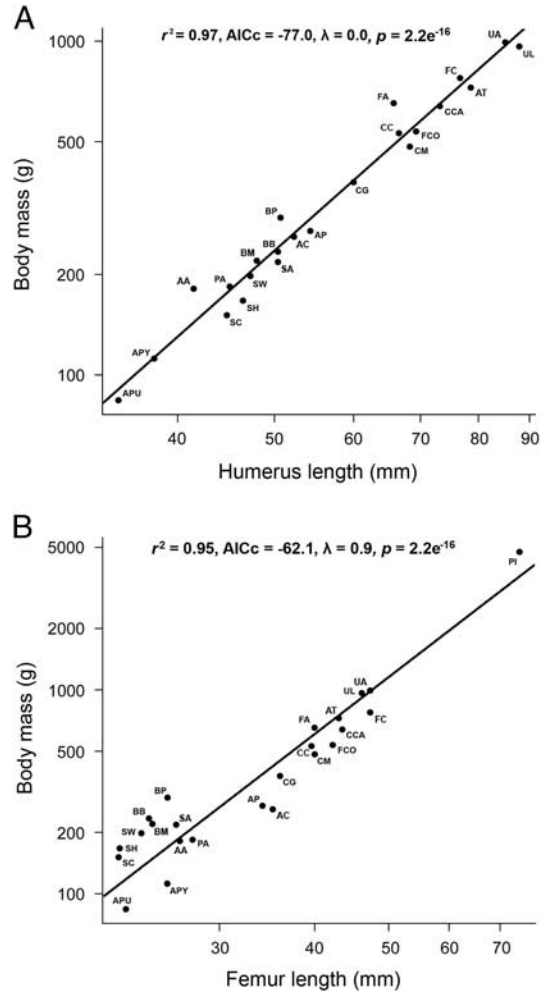 A
r² = 0.97, AICc = -77.0, λ = 0.0, p = 2.2e⁻¹⁶
1000
500
200
100
Body mass (g)
UA
UL
FC
AT
FA
CCA
CC
FCO
CM
CG
BP
AP
BB
AC
BM
SA
AA
PA
SW
SH
SC
APY
APU
40
50
60
70
80
90
Humerus length (mm)
B
r² = 0.95, AICc = -62.1, λ = 0.9, p = 2.2e⁻¹⁶
5000
2000
1000
500
200
100
Body mass (g)
PI
UA
UL
AT
FC
FA
CCA
CC
FCO
CM
CG
BP
AP
AC
BB
SA
SW
BM
SH
AA
PA
SC
APY
APU
30
40
50
60
70
Femur length (mm)